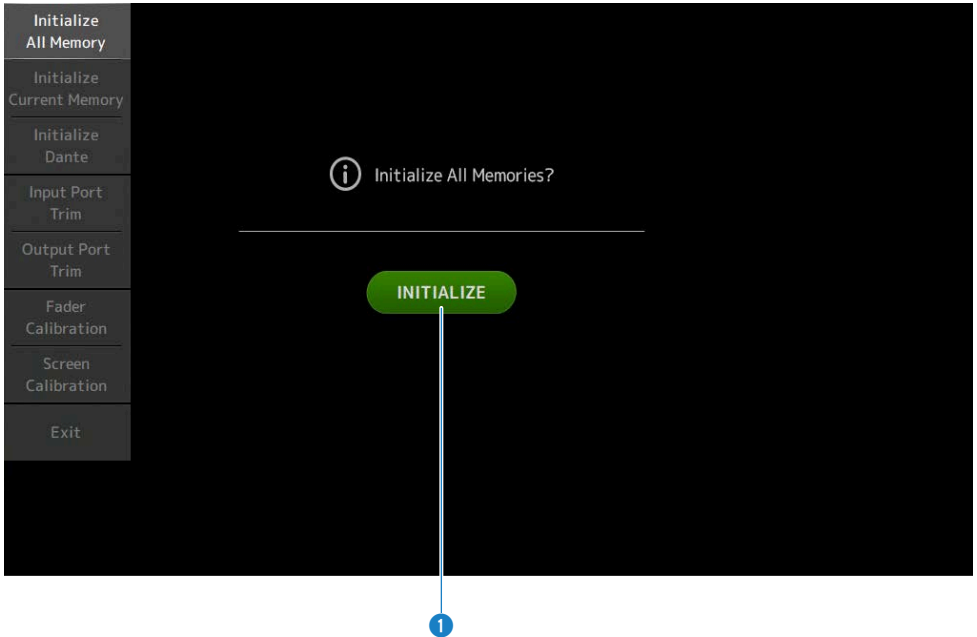 Initialize
All Memory
Initialize
Current Memory
Initialize
Dante
Input Port
Trim
Output Port
Trim
Fader
Calibration
Screen
Calibration
Exit
Initialize All Memories?
INITIALIZE
1